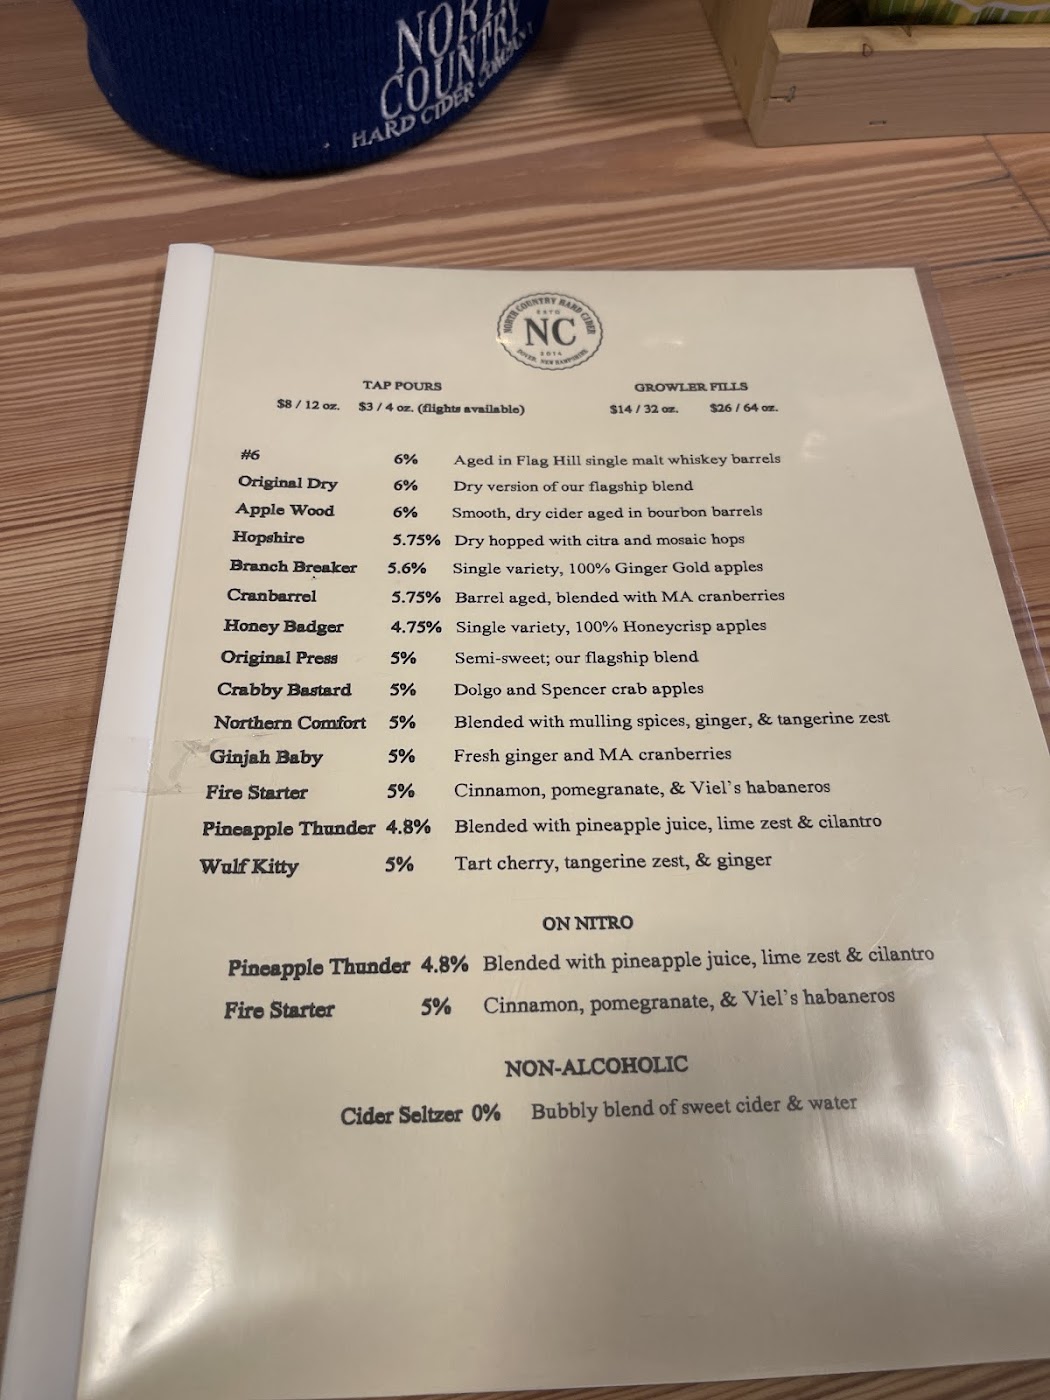 NORTH
COUNTRY
HARD CIDER COMPANY
NORTH COUNTRY HARD CIDER
ESTD
NC
2014
DOVER, NEW HAMPSHIRE
TAP POURS
$8 / 12 oz. $3 / 4 oz. (flights available)
GROWLER FILLS
$14 / 32 oz. $26 / 64 oz.
#6 6% Aged in Flag Hill single malt whiskey barrels
Original Dry 6% Dry version of our flagship blend
Apple Wood 6% Smooth, dry cider aged in bourbon barrels
Hopshire 5.75% Dry hopped with citra and mosaic hops
Branch Breaker 5.6% Single variety, 100% Ginger Gold apples
Cranbarrel 5.75% Barrel aged, blended with MA cranberries
Honey Badger 4.75% Single variety, 100% Honeycrisp apples
Original Press 5% Semi-sweet; our flagship blend
Crabby Bastard 5% Dolgo and Spencer crab apples
Northern Comfort 5% Blended with mulling spices, ginger, & tangerine zest
Ginjah Baby 5% Fresh ginger and MA cranberries
Fire Starter 5% Cinnamon, pomegranate, & Viel's habaneros
Pineapple Thunder 4.8% Blended with pineapple juice, lime zest & cilantro
Wulf Kitty 5% Tart cherry, tangerine zest, & ginger
ON NITRO
Pineapple Thunder 4.8% Blended with pineapple juice, lime zest & cilantro
Fire Starter 5% Cinnamon, pomegranate, & Viel's habaneros
NON-ALCOHOLIC
Cider Seltzer 0% Bubbly blend of sweet cider & water